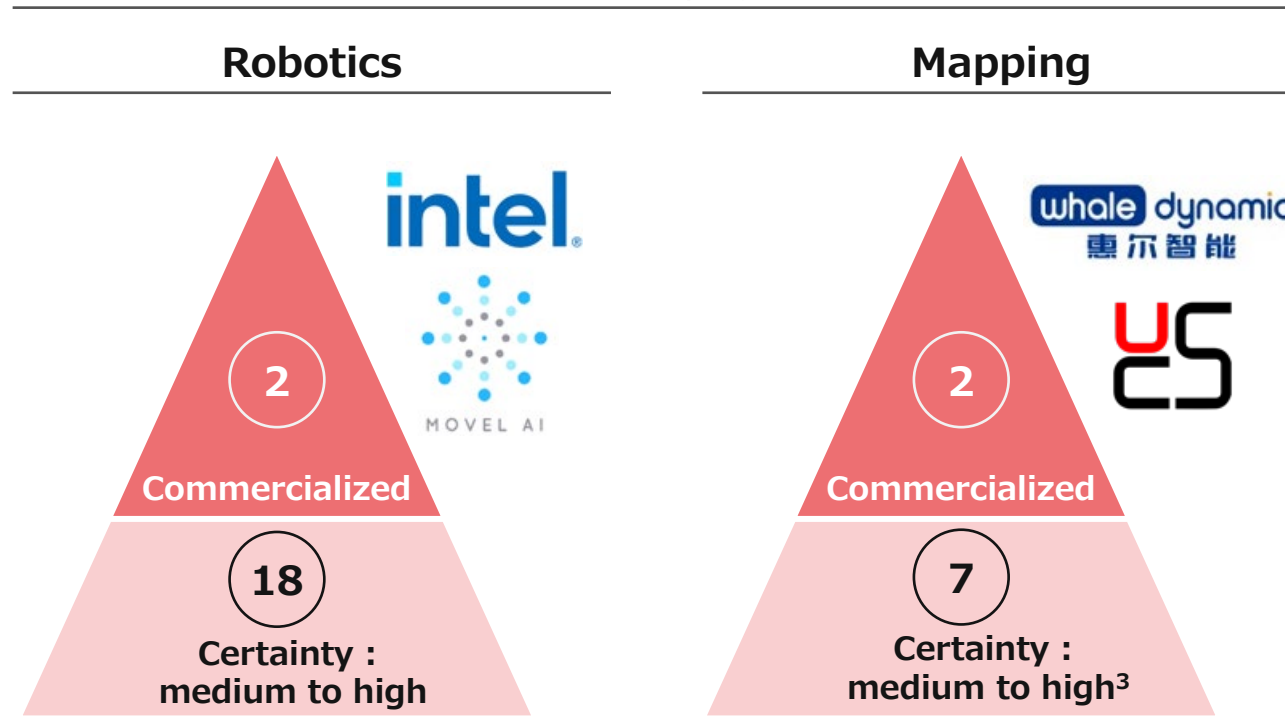 Robotics
Mapping
intel®
MOVEL AI
2
Commercialized
18
Certainty :
medium to high
whale dynamic
惠尔智能
UCS
2
Commercialized
7
Certainty :
medium to high³